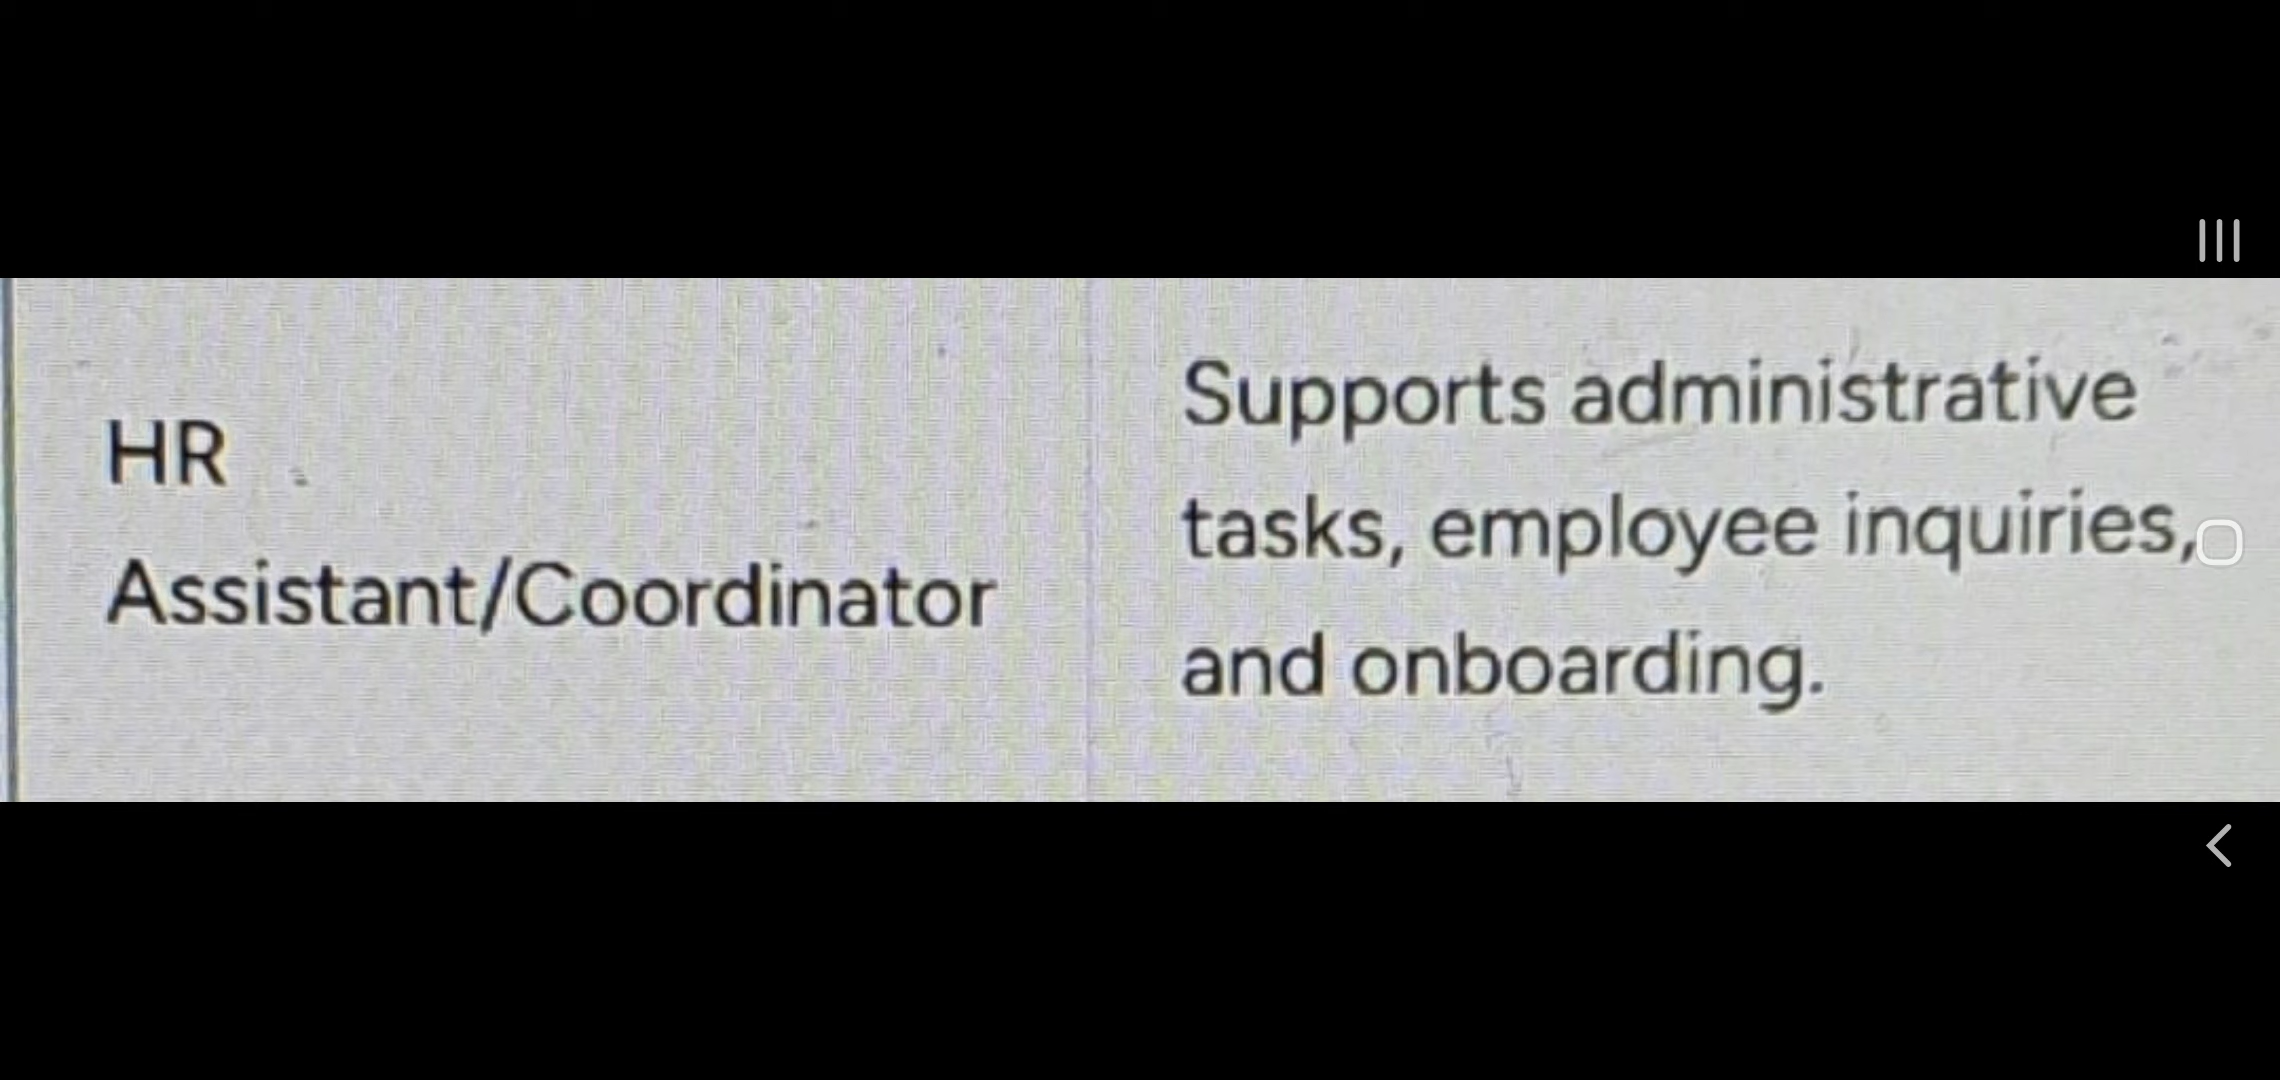 HR
Assistant/Coordinator
Supports administrative
tasks, employee inquiries,
and onboarding.